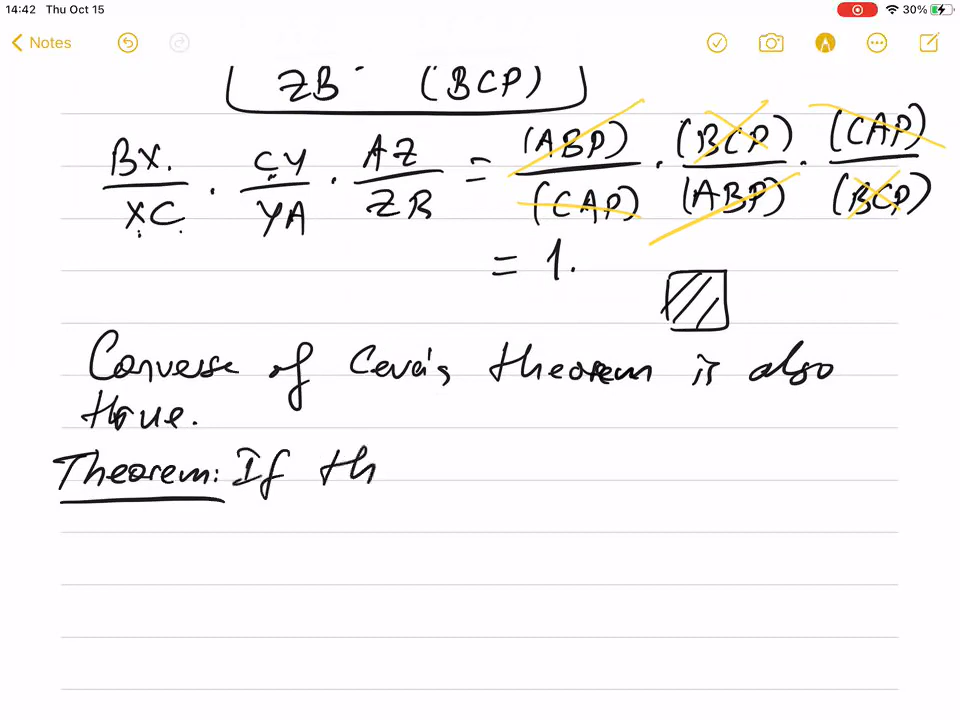 14:42 Thu Oct 15 30%
Notes
ZB (BCP)
BX. / XC · CY / YA · AZ / ZB = (ABP) / (CAP) · (BCP) / (ABP) · (CAP) / (BCP)
= 1.
Converse of Ceva's theorem is also
true.
Theorem: If th